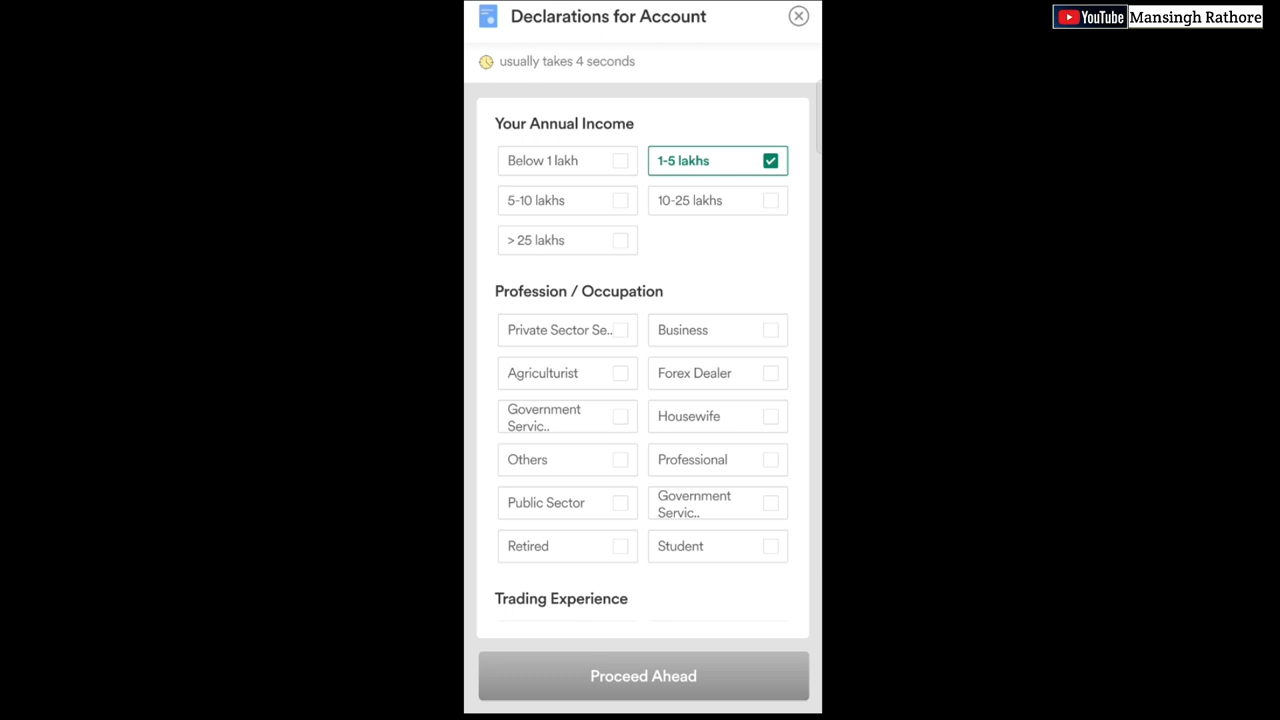 Declarations for Account
YouTube Mansingh Rathore
usually takes 4 seconds
Your Annual Income
Below 1 lakh
1-5 lakhs
5-10 lakhs
10-25 lakhs
> 25 lakhs
Profession / Occupation
Private Sector Se..
Business
Agriculturist
Forex Dealer
Government
Servic..
Housewife
Others
Professional
Public Sector
Government
Servic..
Retired
Student
Trading Experience
Proceed Ahead